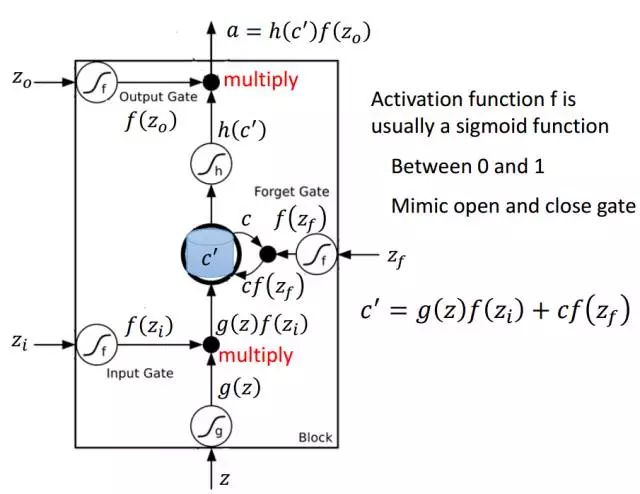 a = h(c′)f(z_o)
z_o
f
Output Gate
multiply
f(z_o)
h(c′)
h
Activation function f is
usually a sigmoid function
Between 0 and 1
Mimic open and close gate
Forget Gate
c
f(z_f)
c′
f
z_f
cf(z_f)
c′ = g(z)f(z_i) + cf(z_f)
z_i
f
f(z_i)
g(z)f(z_i)
Input Gate
multiply
g(z)
g
Block
z